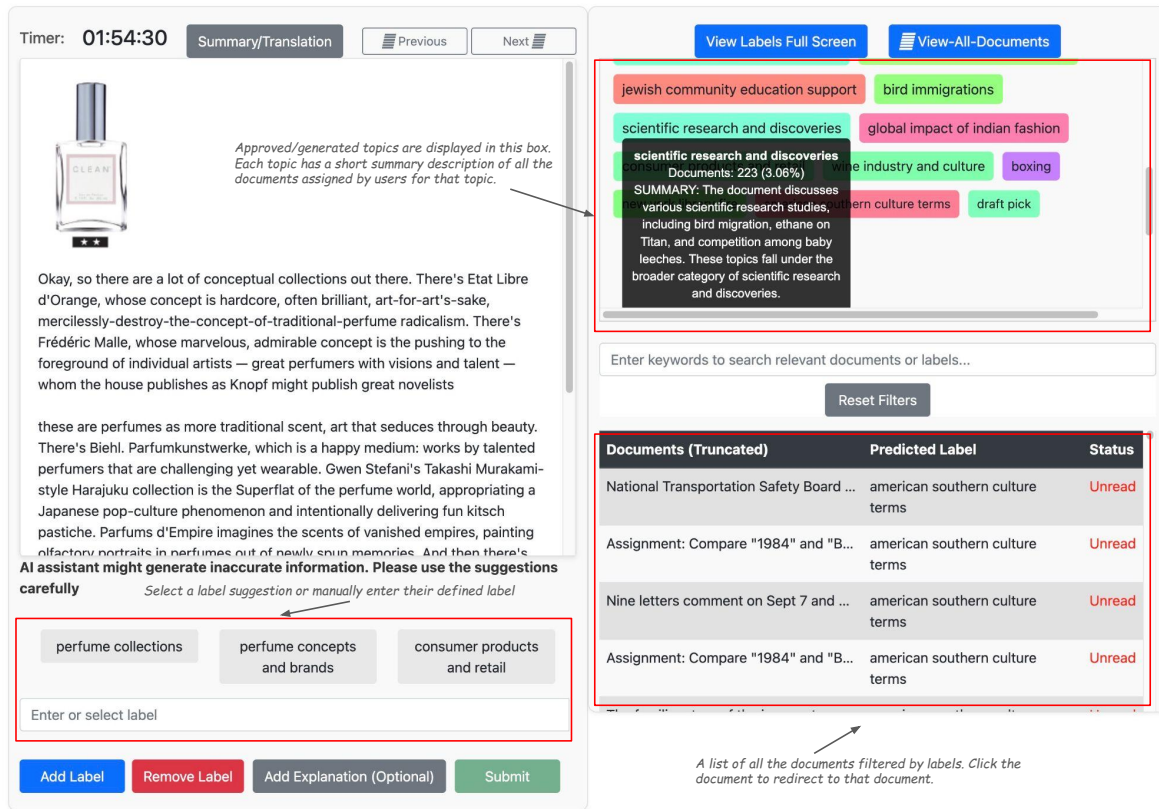 Timer: 01:54:30 Summary/Translation Previous Next
CLEAN
Approved/generated topics are displayed in this box.
Each topic has a short summary description of all the
documents assigned by users for that topic.
Okay, so there are a lot of conceptual collections out there. There's Etat Libre
d'Orange, whose concept is hardcore, often brilliant, art-for-art's-sake,
mercilessly-destroy-the-concept-of-traditional-perfume radicalism. There's
Frédéric Malle, whose marvelous, admirable concept is the pushing to the
foreground of individual artists — great perfumers with visions and talent —
whom the house publishes as Knopf might publish great novelists
these are perfumes as more traditional scent, art that seduces through beauty.
There's Biehl. Parfumkunstwerke, which is a happy medium: works by talented
perfumers that are challenging yet wearable. Gwen Stefani's Takashi Murakami-
style Harajuku collection is the Superflat of the perfume world, appropriating a
Japanese pop-culture phenomenon and intentionally delivering fun kitsch
pastiche. Parfums d'Empire imagines the scents of vanished empires, painting
olfactory portraits in perfumes out of newly spun memories. And then there's
AI assistant might generate inaccurate information. Please use the suggestions
carefully
Select a label suggestion or manually enter their defined label
perfume collections
perfume concepts
and brands
consumer products
and retail
Enter or select label
Add Label Remove Label Add Explanation (Optional) Submit
View Labels Full Screen View-All-Documents
jewish community education support bird immigrations
scientific research and discoveries global impact of indian fashion
consumer products and retail wine industry and culture boxing
southern culture terms draft pick
scientific research and discoveries
Documents: 223 (3.06%)
SUMMARY: The document discusses
various scientific research studies,
including bird migration, ethane on
Titan, and competition among baby
leeches. These topics fall under the
broader category of scientific research
and discoveries.
Enter keywords to search relevant documents or labels...
Reset Filters
Documents (Truncated) Predicted Label Status
National Transportation Safety Board ... american southern culture Unread
terms
Assignment: Compare "1984" and "B... american southern culture Unread
terms
Nine letters comment on Sept 7 and ... american southern culture Unread
terms
Assignment: Compare "1984" and "B... american southern culture Unread
terms
A list of all the documents filtered by labels. Click the
document to redirect to that document.